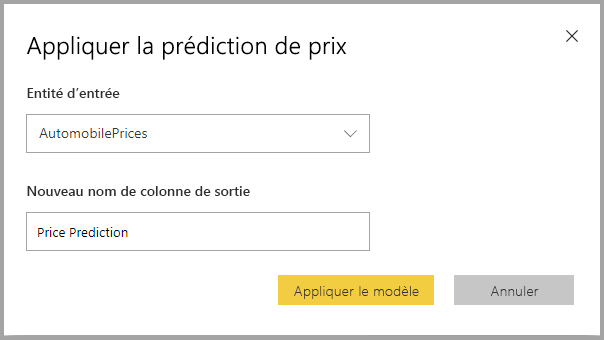 Appliquer la prédiction de prix
Entité d’entrée
AutomobilePrices
Nouveau nom de colonne de sortie
Price Prediction
Appliquer le modèle
Annuler